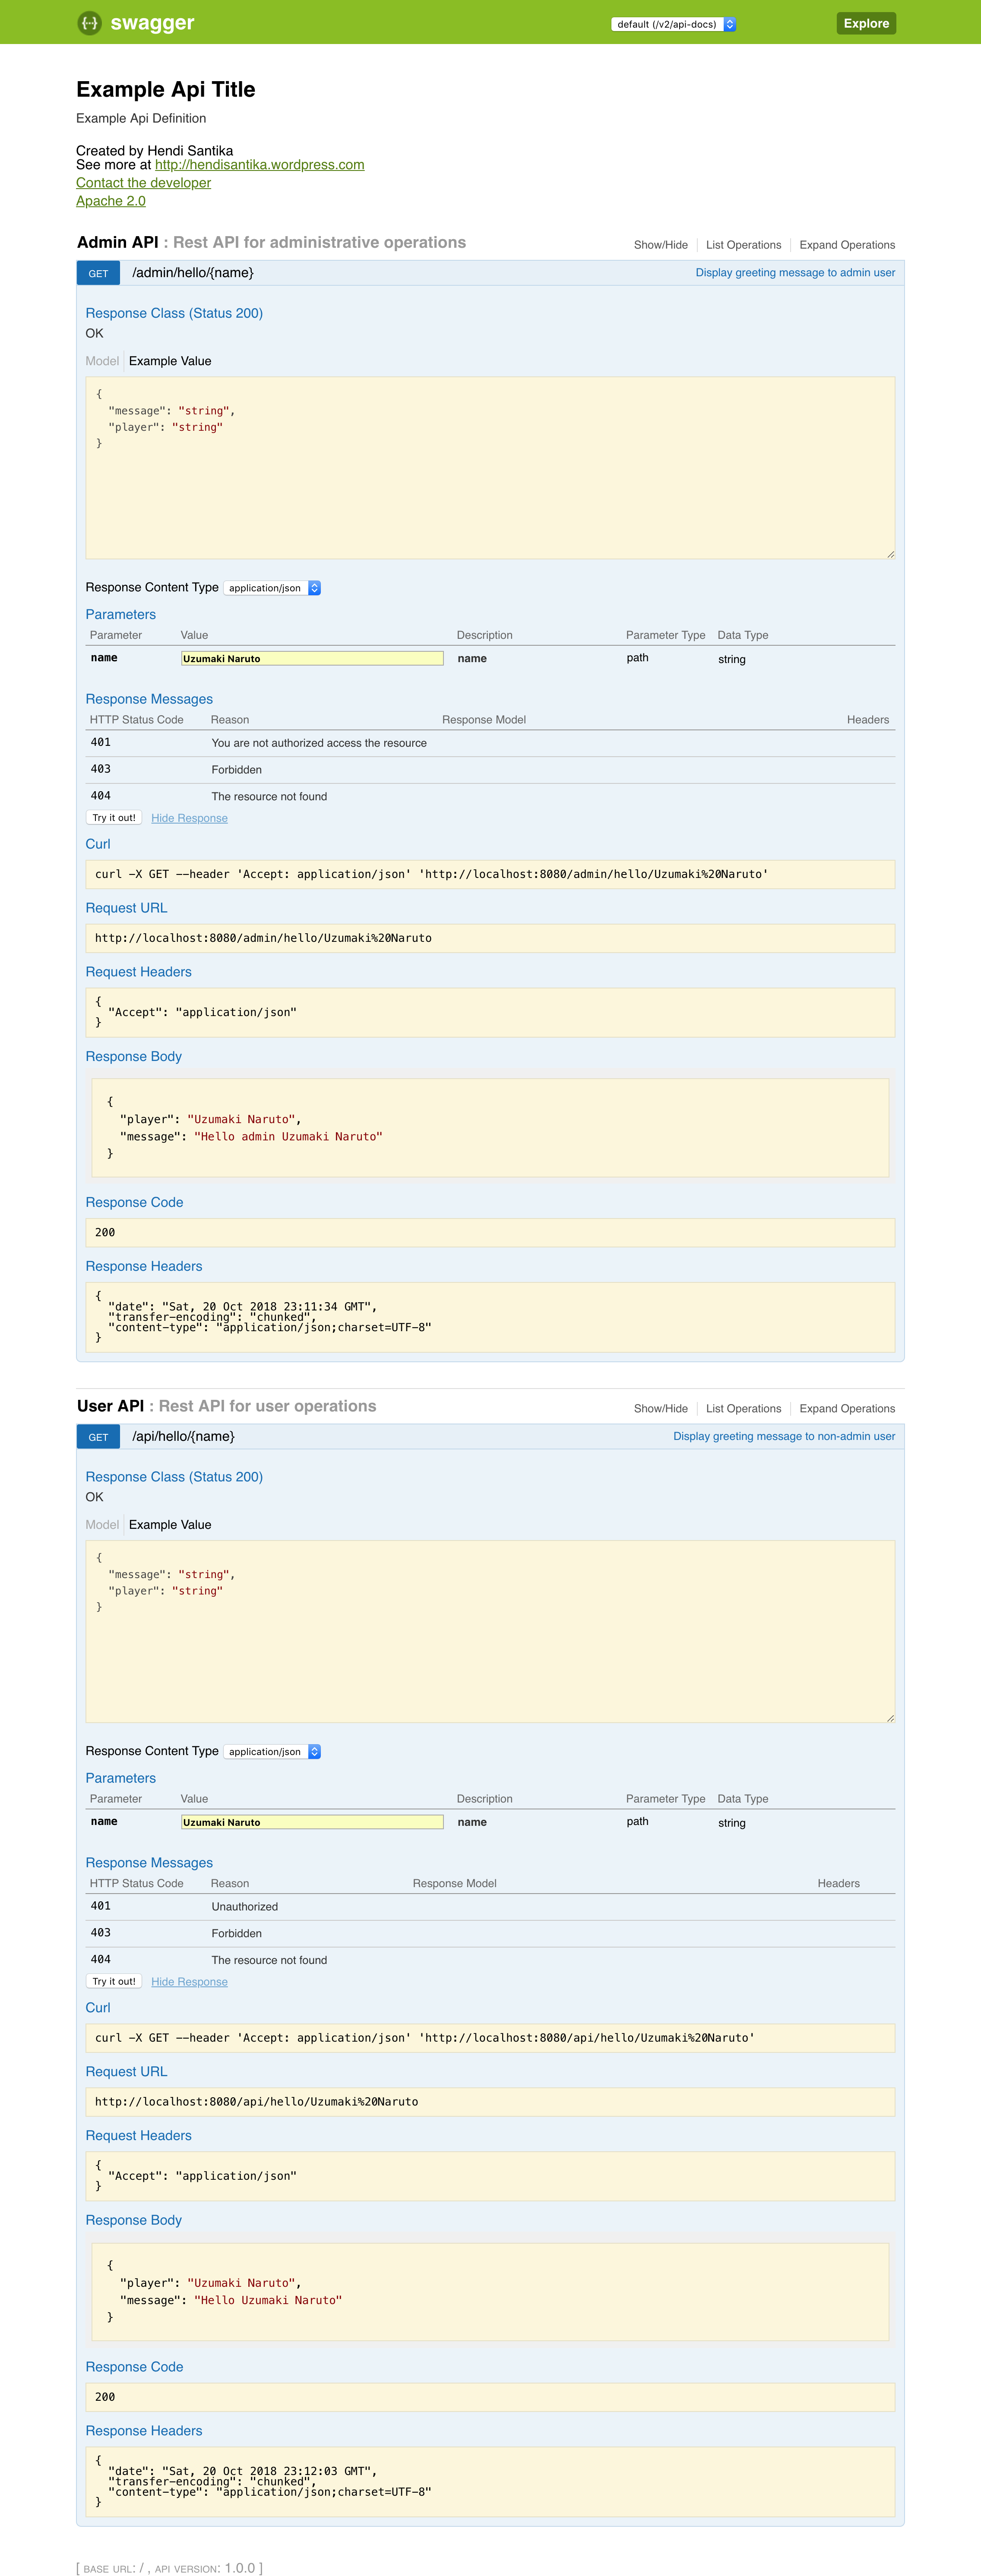 swagger
default (/v2/api-docs)
Explore
Example Api Title
Example Api Definition
Created by Hendi Santika
See more at http://hendisantika.wordpress.com
Contact the developer
Apache 2.0
Admin API : Rest API for administrative operations Show/Hide List Operations Expand Operations
GET /admin/hello/{name} Display greeting message to admin user
Response Class (Status 200)
OK
Model Example Value
{
"message": "string",
"player": "string"
}
Response Content Type application/json
Parameters
Parameter Value Description Parameter Type Data Type
name Uzumaki Naruto name path string
Response Messages
HTTP Status Code Reason Response Model Headers
401 You are not authorized access the resource
403 Forbidden
404 The resource not found
Try it out! Hide Response
Curl
curl -X GET --header 'Accept: application/json' 'http://localhost:8080/admin/hello/Uzumaki%20Naruto'
Request URL
http://localhost:8080/admin/hello/Uzumaki%20Naruto
Request Headers
{
"Accept": "application/json"
}
Response Body
{
"player": "Uzumaki Naruto",
"message": "Hello admin Uzumaki Naruto"
}
Response Code
200
Response Headers
{
"date": "Sat, 20 Oct 2018 23:11:34 GMT",
"transfer-encoding": "chunked",
"content-type": "application/json;charset=UTF-8"
}
User API : Rest API for user operations Show/Hide List Operations Expand Operations
GET /api/hello/{name} Display greeting message to non-admin user
Response Class (Status 200)
OK
Model Example Value
{
"message": "string",
"player": "string"
}
Response Content Type application/json
Parameters
Parameter Value Description Parameter Type Data Type
name Uzumaki Naruto name path string
Response Messages
HTTP Status Code Reason Response Model Headers
401 Unauthorized
403 Forbidden
404 The resource not found
Try it out! Hide Response
Curl
curl -X GET --header 'Accept: application/json' 'http://localhost:8080/api/hello/Uzumaki%20Naruto'
Request URL
http://localhost:8080/api/hello/Uzumaki%20Naruto
Request Headers
{
"Accept": "application/json"
}
Response Body
{
"player": "Uzumaki Naruto",
"message": "Hello Uzumaki Naruto"
}
Response Code
200
Response Headers
{
"date": "Sat, 20 Oct 2018 23:12:03 GMT",
"transfer-encoding": "chunked",
"content-type": "application/json;charset=UTF-8"
}
[ BASE URL: / , API VERSION: 1.0.0 ]